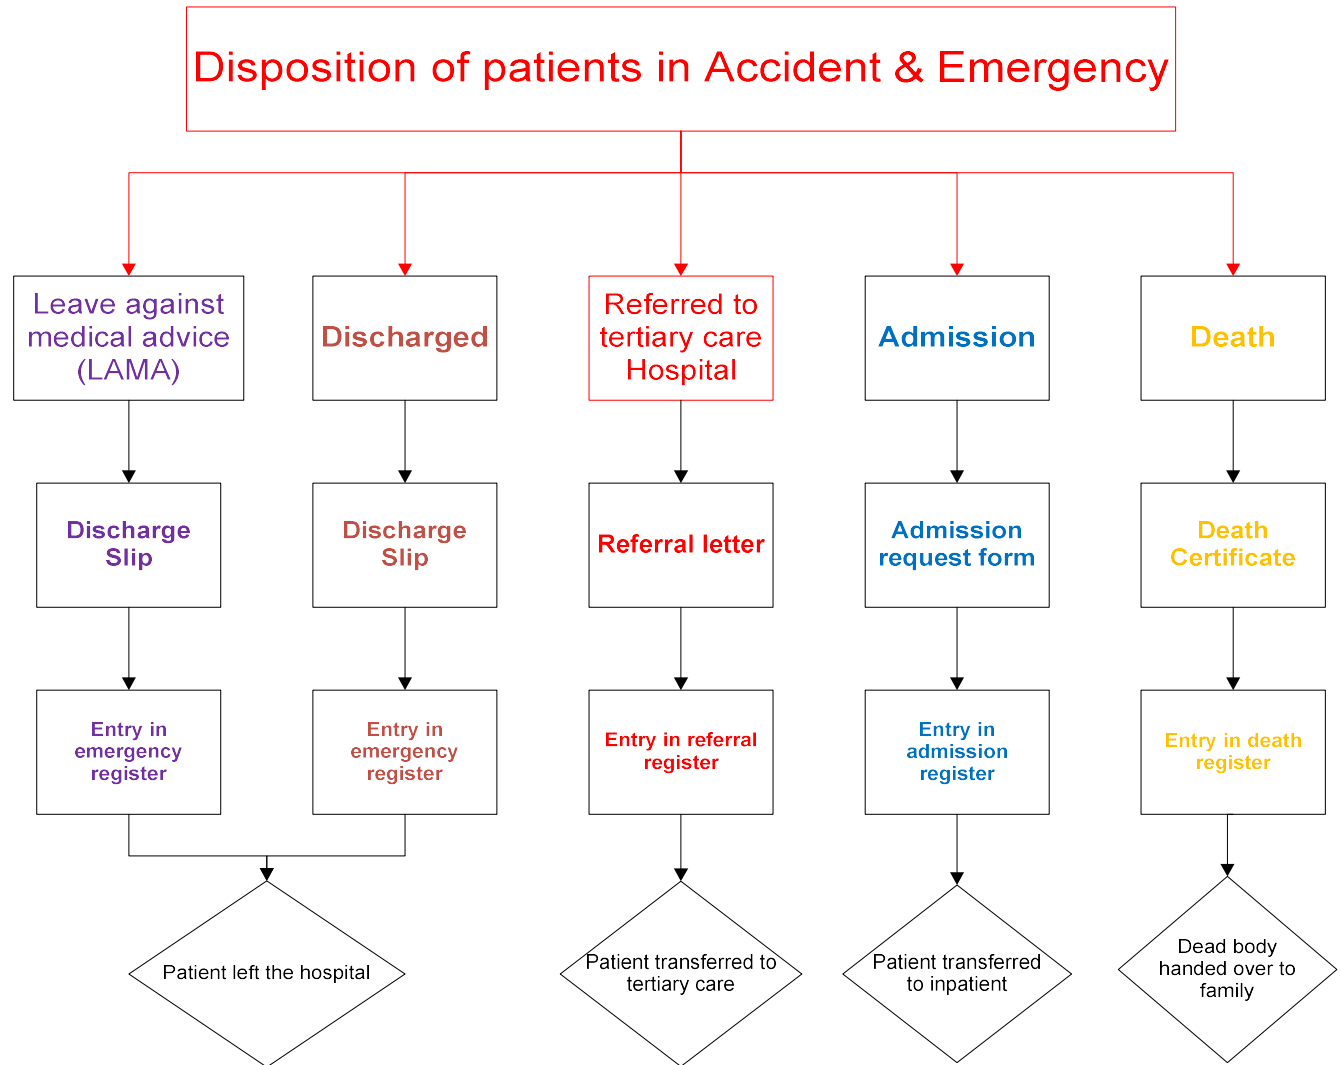 Disposition of patients in Accident & Emergency
Leave against
medical advice
(LAMA)
Discharged
Referred to
tertiary care
Hospital
Admission
Death
Discharge
Slip
Discharge
Slip
Referral letter
Admission
request form
Death
Certificate
Entry in
emergency
register
Entry in
emergency
register
Entry in referral
register
Entry in
admission
register
Entry in death
register
Patient left the hospital
Patient transferred to
tertiary care
Patient transferred
to inpatient
Dead body
handed over to
family